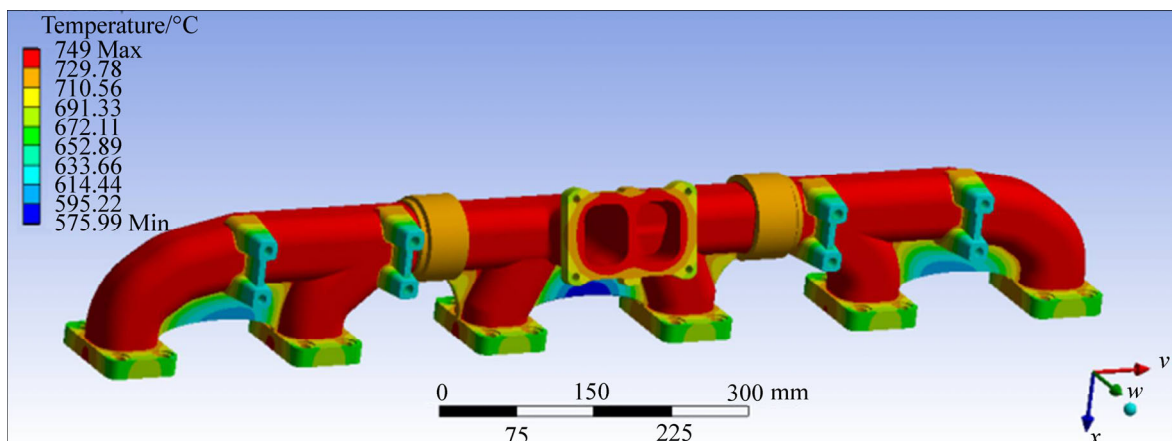 Temperature/°C
749 Max
729.78
710.56
691.33
672.11
652.89
633.66
614.44
595.22
575.99 Min
0 150 300 mm
75 225
v
w
x